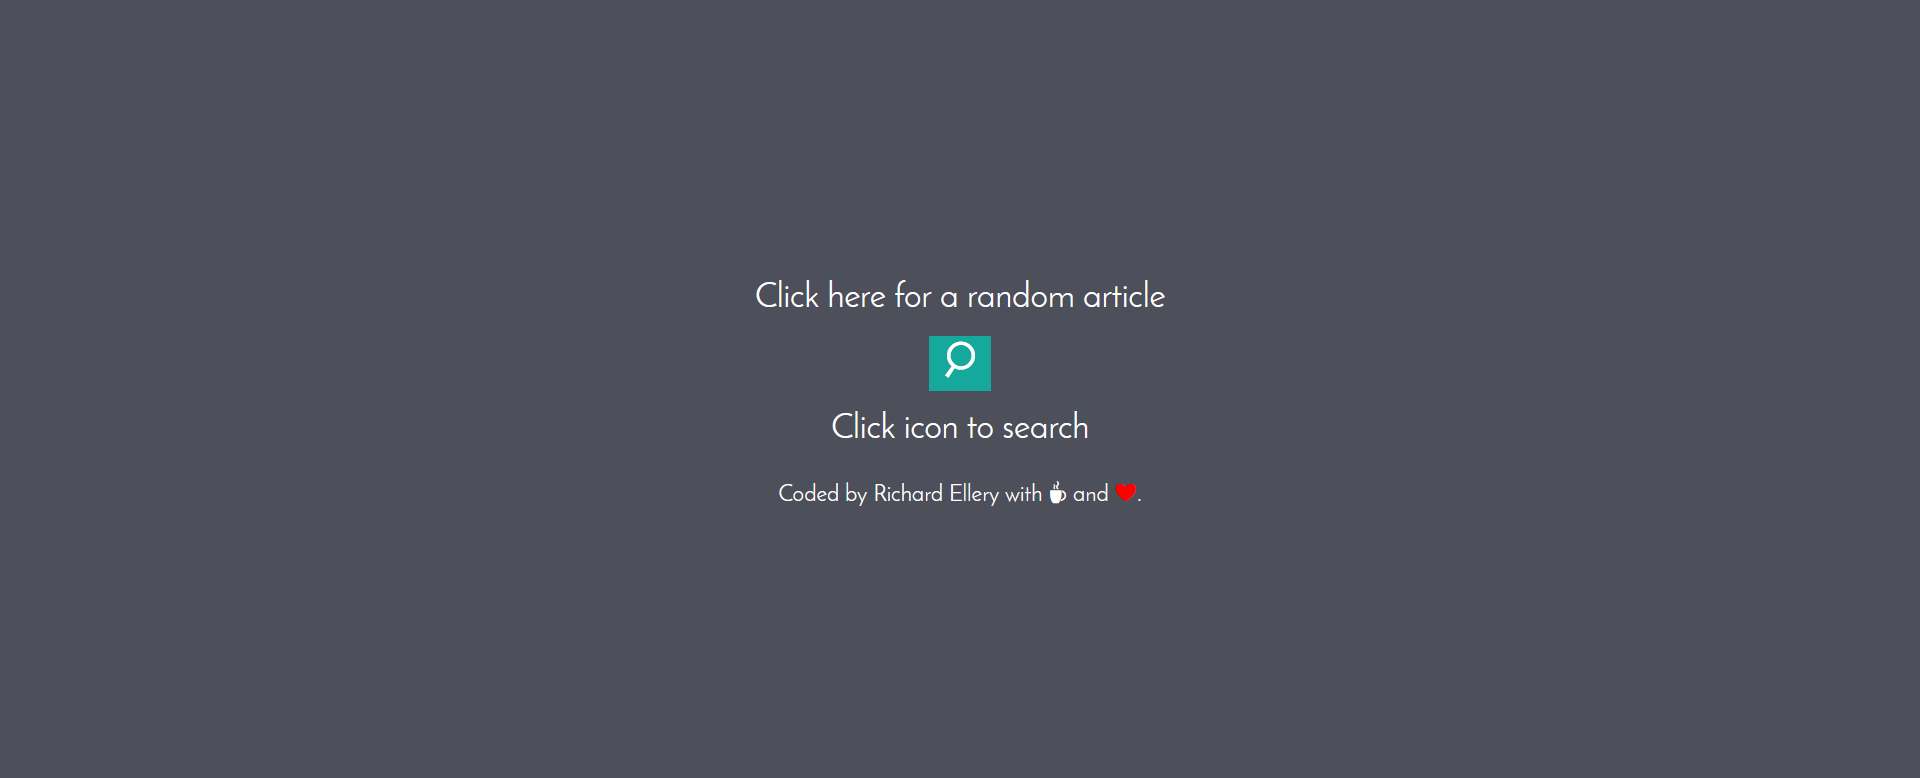 Click here for a random article
Click icon to search
Coded by Richard Ellery with and .